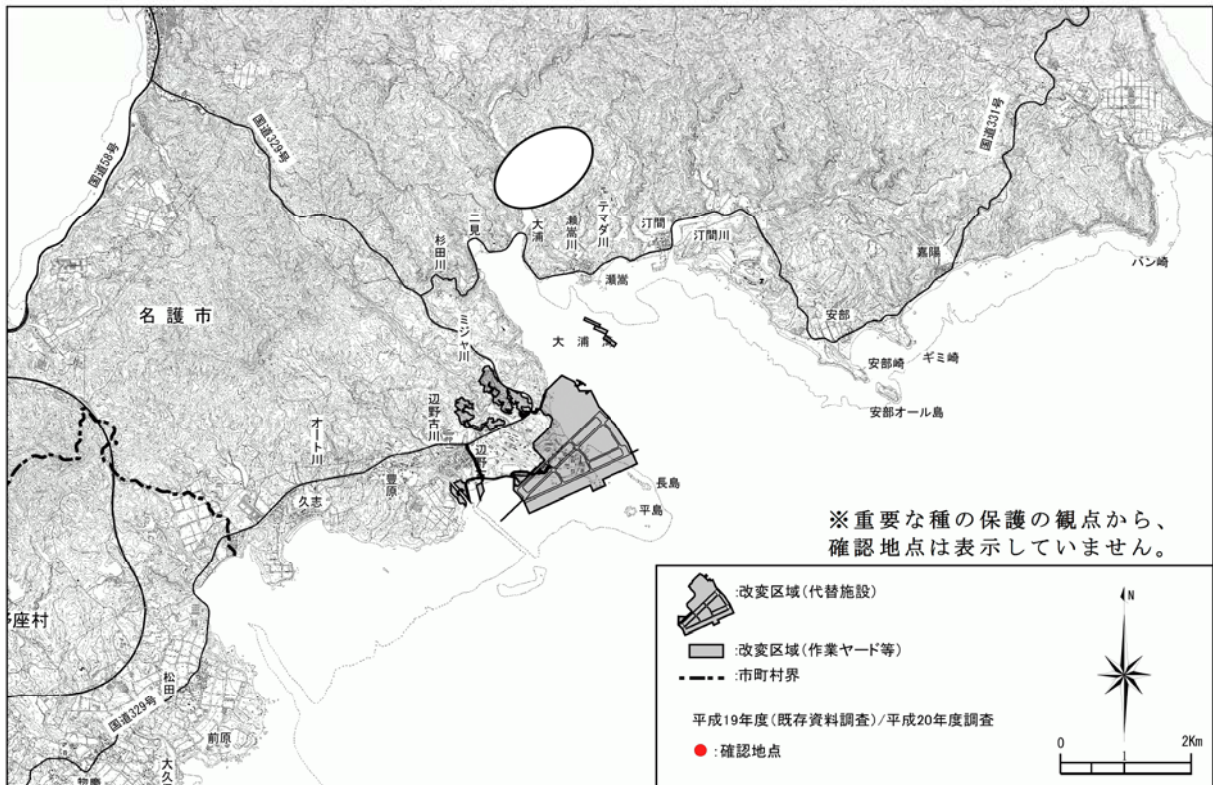 国道58号
国道329号
国道331号
二見
大浦
瀬嵩川
テマダ川
汀間
汀間川
杉田川
瀬嵩
嘉陽
バン崎
名護市
ミジャ川
大浦
安部
安部崎
ギミ崎
安部オール島
辺野古川
オート川
辺野
豊原
久志
長島
平島
松田
国道329号
前原
※重要な種の保護の観点から、
確認地点は表示していません。
:改変区域(代替施設)
:改変区域(作業ヤード等)
:市町村界
平成19年度(既存資料調査)/平成20年度調査
:確認地点
N
0 1 2Km